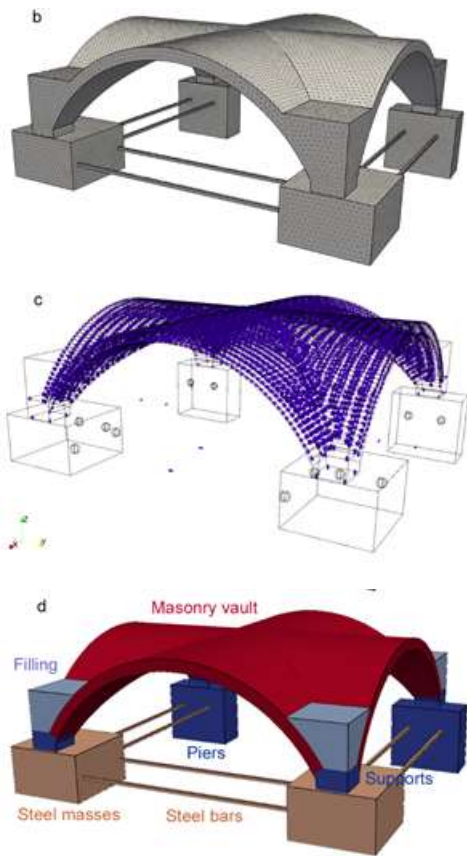 b
c
z
x
y
d
Masonry vault
Filling
Piers
Supports
Steel masses
Steel bars